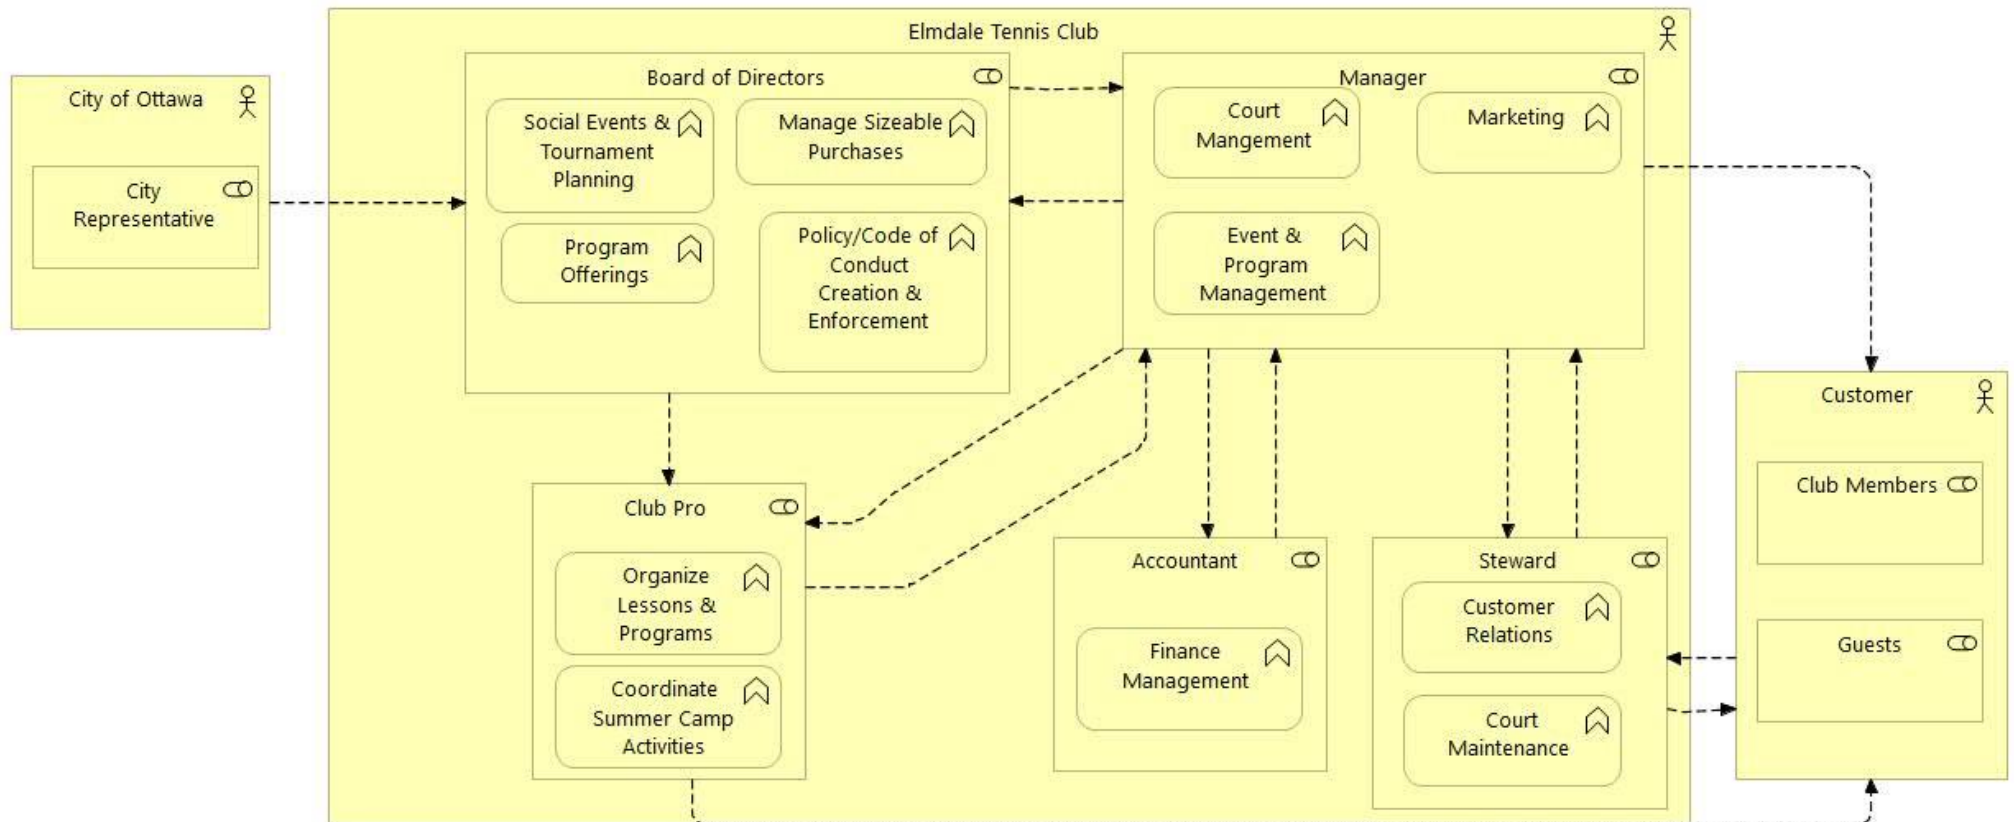 Elmdale Tennis Club
City of Ottawa
City
Representative
Board of Directors
Social Events &
Tournament
Planning
Manage Sizeable
Purchases
Program
Offerings
Policy/Code of
Conduct
Creation &
Enforcement
Manager
Court
Mangement
Marketing
Event &
Program
Management
Club Pro
Organize
Lessons &
Programs
Coordinate
Summer Camp
Activities
Accountant
Finance
Management
Steward
Customer
Relations
Court
Maintenance
Customer
Club Members
Guests